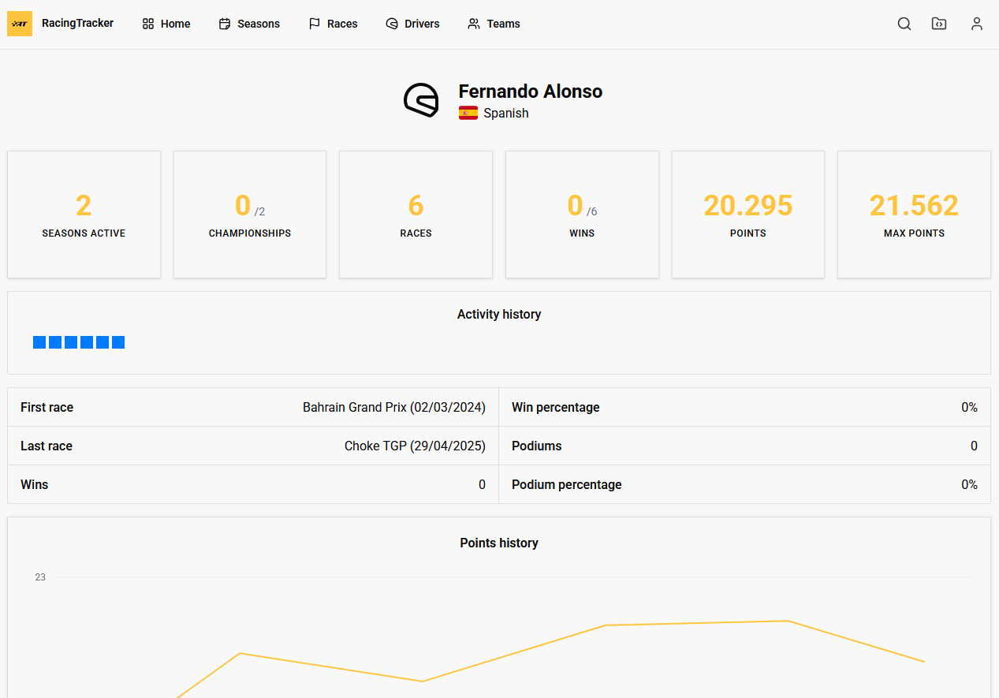 RacingTracker Home Seasons Races Drivers Teams
Fernando Alonso
Spanish
2
SEASONS ACTIVE
0 /2
CHAMPIONSHIPS
6
RACES
0 /6
WINS
20.295
POINTS
21.562
MAX POINTS
Activity history
First race Bahrain Grand Prix (02/03/2024) Win percentage 0%
Last race Choke TGP (29/04/2025) Podiums 0
Wins 0 Podium percentage 0%
Points history
23